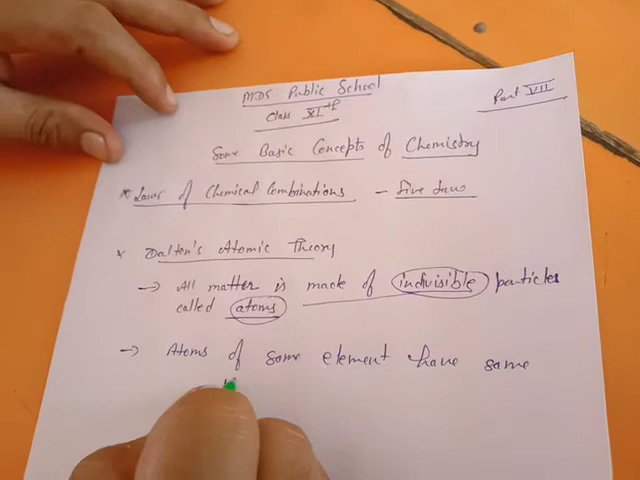 MDS Public School
Class XIth
Part VII
Some Basic Concepts of Chemistry
* Laws of Chemical Combinations - five laws
* Dalton's Atomic Theory
→ All matter is made of indivisible particles
called atoms
→ Atoms of same element have same